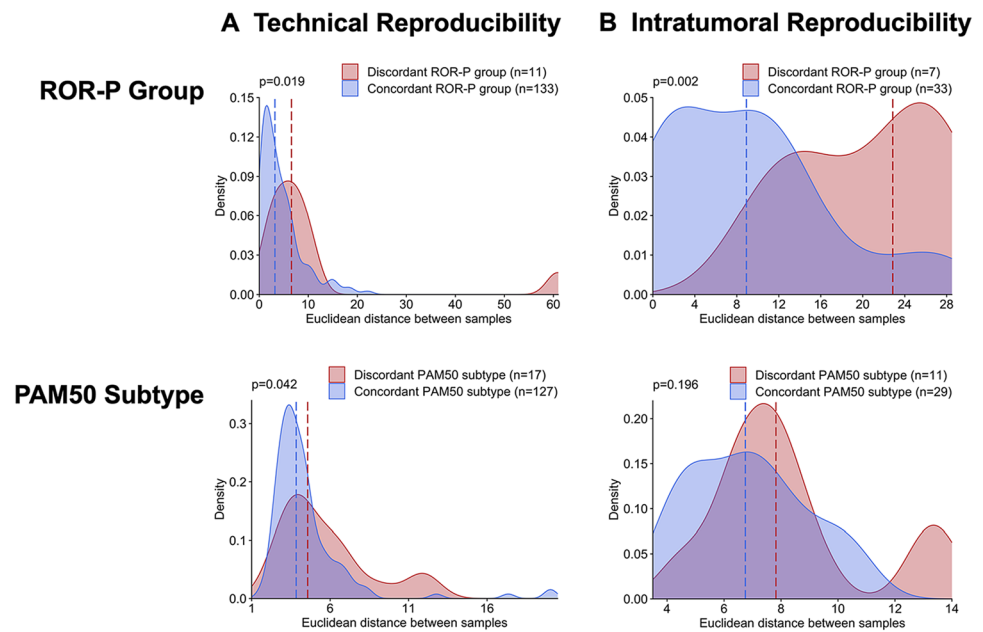 A Technical Reproducibility
B Intratumoral Reproducibility
ROR-P Group
p=0.019
Discordant ROR-P group (n=11)
Concordant ROR-P group (n=133)
0.15
0.12
0.09
0.06
0.03
0.00
Density
0 10 20 30 40 50 60
Euclidean distance between samples
p=0.002
Discordant ROR-P group (n=7)
Concordant ROR-P group (n=33)
0.05
0.04
0.03
0.02
0.01
0.00
Density
0 4 8 12 16 20 24 28
Euclidean distance between samples
PAM50 Subtype
p=0.042
Discordant PAM50 subtype (n=17)
Concordant PAM50 subtype (n=127)
0.3
0.2
0.1
0.0
Density
1 6 11 16
Euclidean distance between samples
p=0.196
Discordant PAM50 subtype (n=11)
Concordant PAM50 subtype (n=29)
0.20
0.15
0.10
0.05
0.00
Density
4 6 8 10 12 14
Euclidean distance between samples